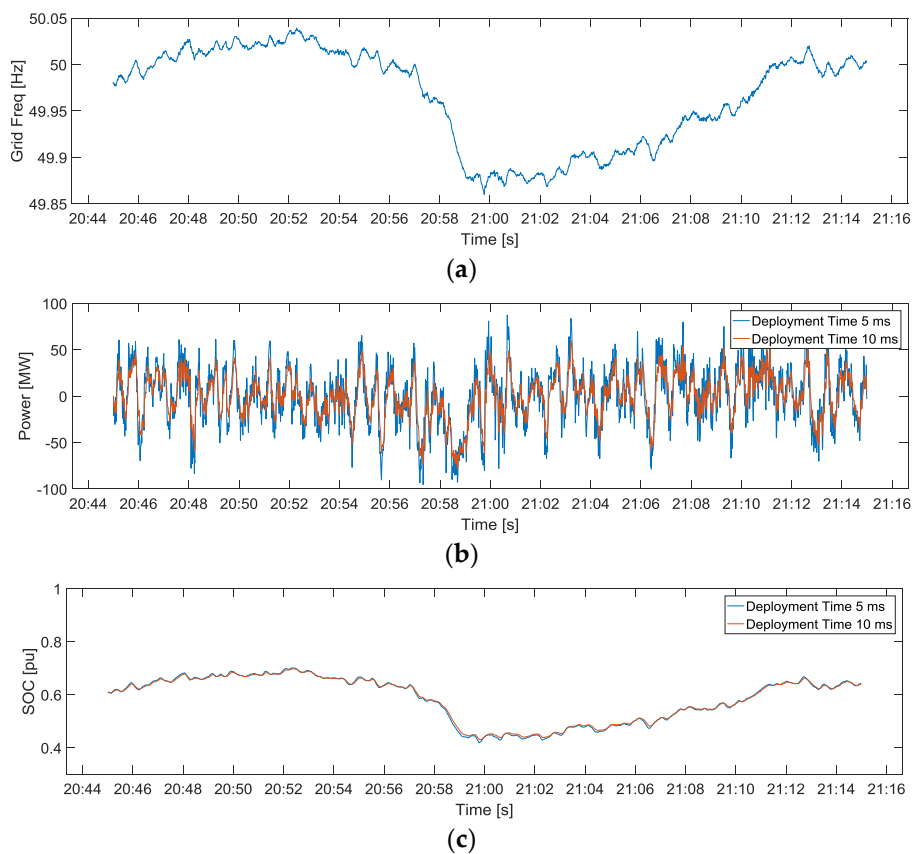 50.05
50
49.95
49.9
49.85
Grid Freq [Hz]
20:44 20:46 20:48 20:50 20:52 20:54 20:56 20:58 21:00 21:02 21:04 21:06 21:08 21:10 21:12 21:14 21:16
Time [s]
(a)
100
50
0
-50
-100
Power [MW]
Deployment Time 5 ms
Deployment Time 10 ms
20:44 20:46 20:48 20:50 20:52 20:54 20:56 20:58 21:00 21:02 21:04 21:06 21:08 21:10 21:12 21:14 21:16
Time [s]
(b)
1
0.8
0.6
0.4
SOC [pu]
Deployment Time 5 ms
Deployment Time 10 ms
20:44 20:46 20:48 20:50 20:52 20:54 20:56 20:58 21:00 21:02 21:04 21:06 21:08 21:10 21:12 21:14 21:16
Time [s]
(c)